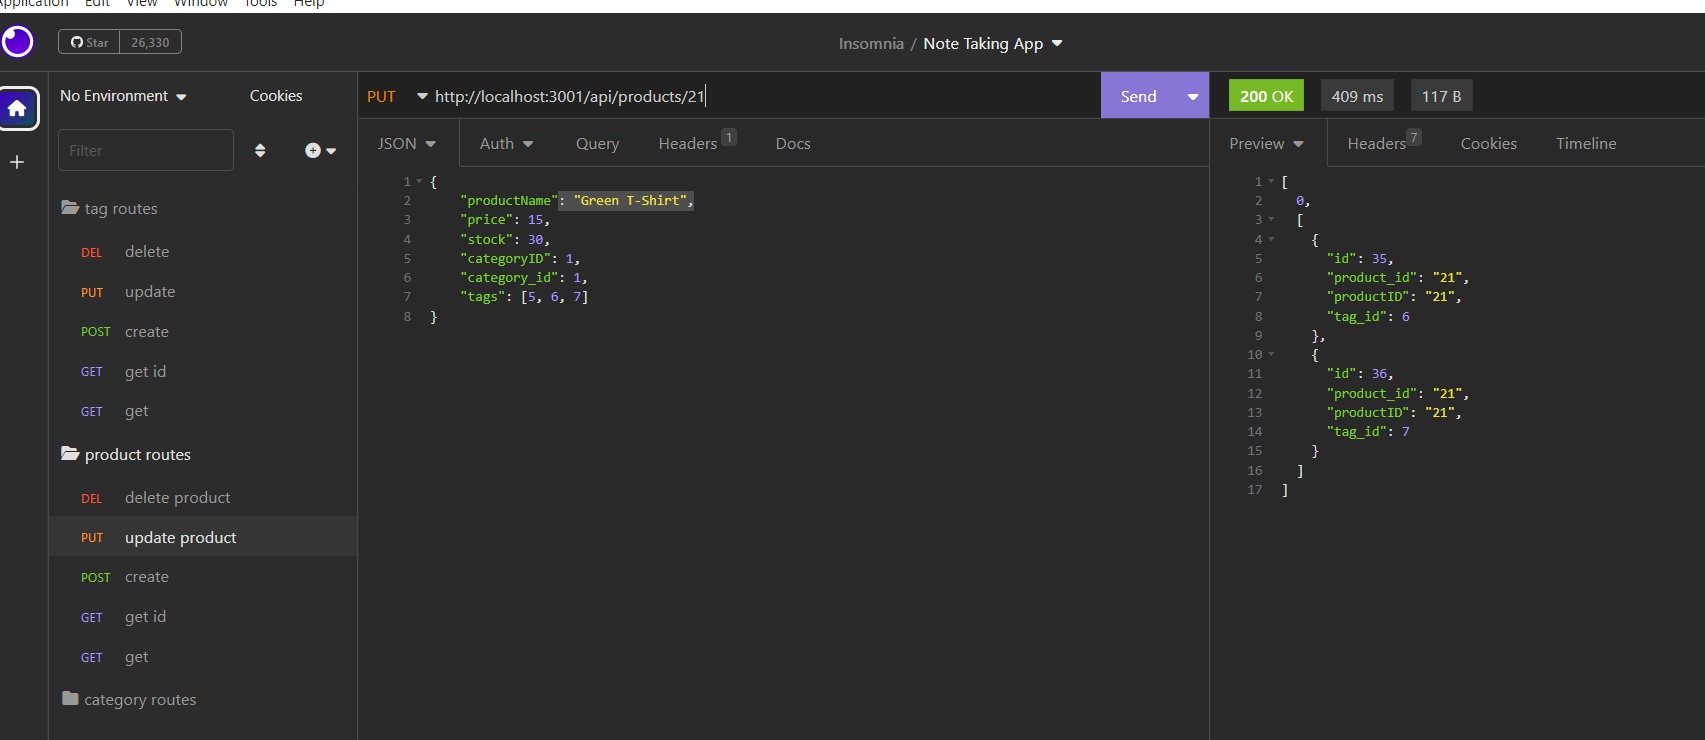 Application Edit View Window Tools Help
Star 26,330
Insomnia / Note Taking App
No Environment Cookies
PUT http://localhost:3001/api/products/21 Send
200 OK 409 ms 117 B
Filter
JSON Auth Query Headers 1 Docs
Preview Headers 7 Cookies Timeline
tag routes
DEL delete
PUT update
POST create
GET get id
GET get
product routes
DEL delete product
PUT update product
POST create
GET get id
GET get
category routes
1 {
2 "productName": "Green T-Shirt",
3 "price": 15,
4 "stock": 30,
5 "categoryID": 1,
6 "category_id": 1,
7 "tags": [5, 6, 7]
8 }
1 [
2 0,
3 [
4 {
5 "id": 35,
6 "product_id": "21",
7 "productID": "21",
8 "tag_id": 6
9 },
10 {
11 "id": 36,
12 "product_id": "21",
13 "productID": "21",
14 "tag_id": 7
15 }
16 ]
17 ]